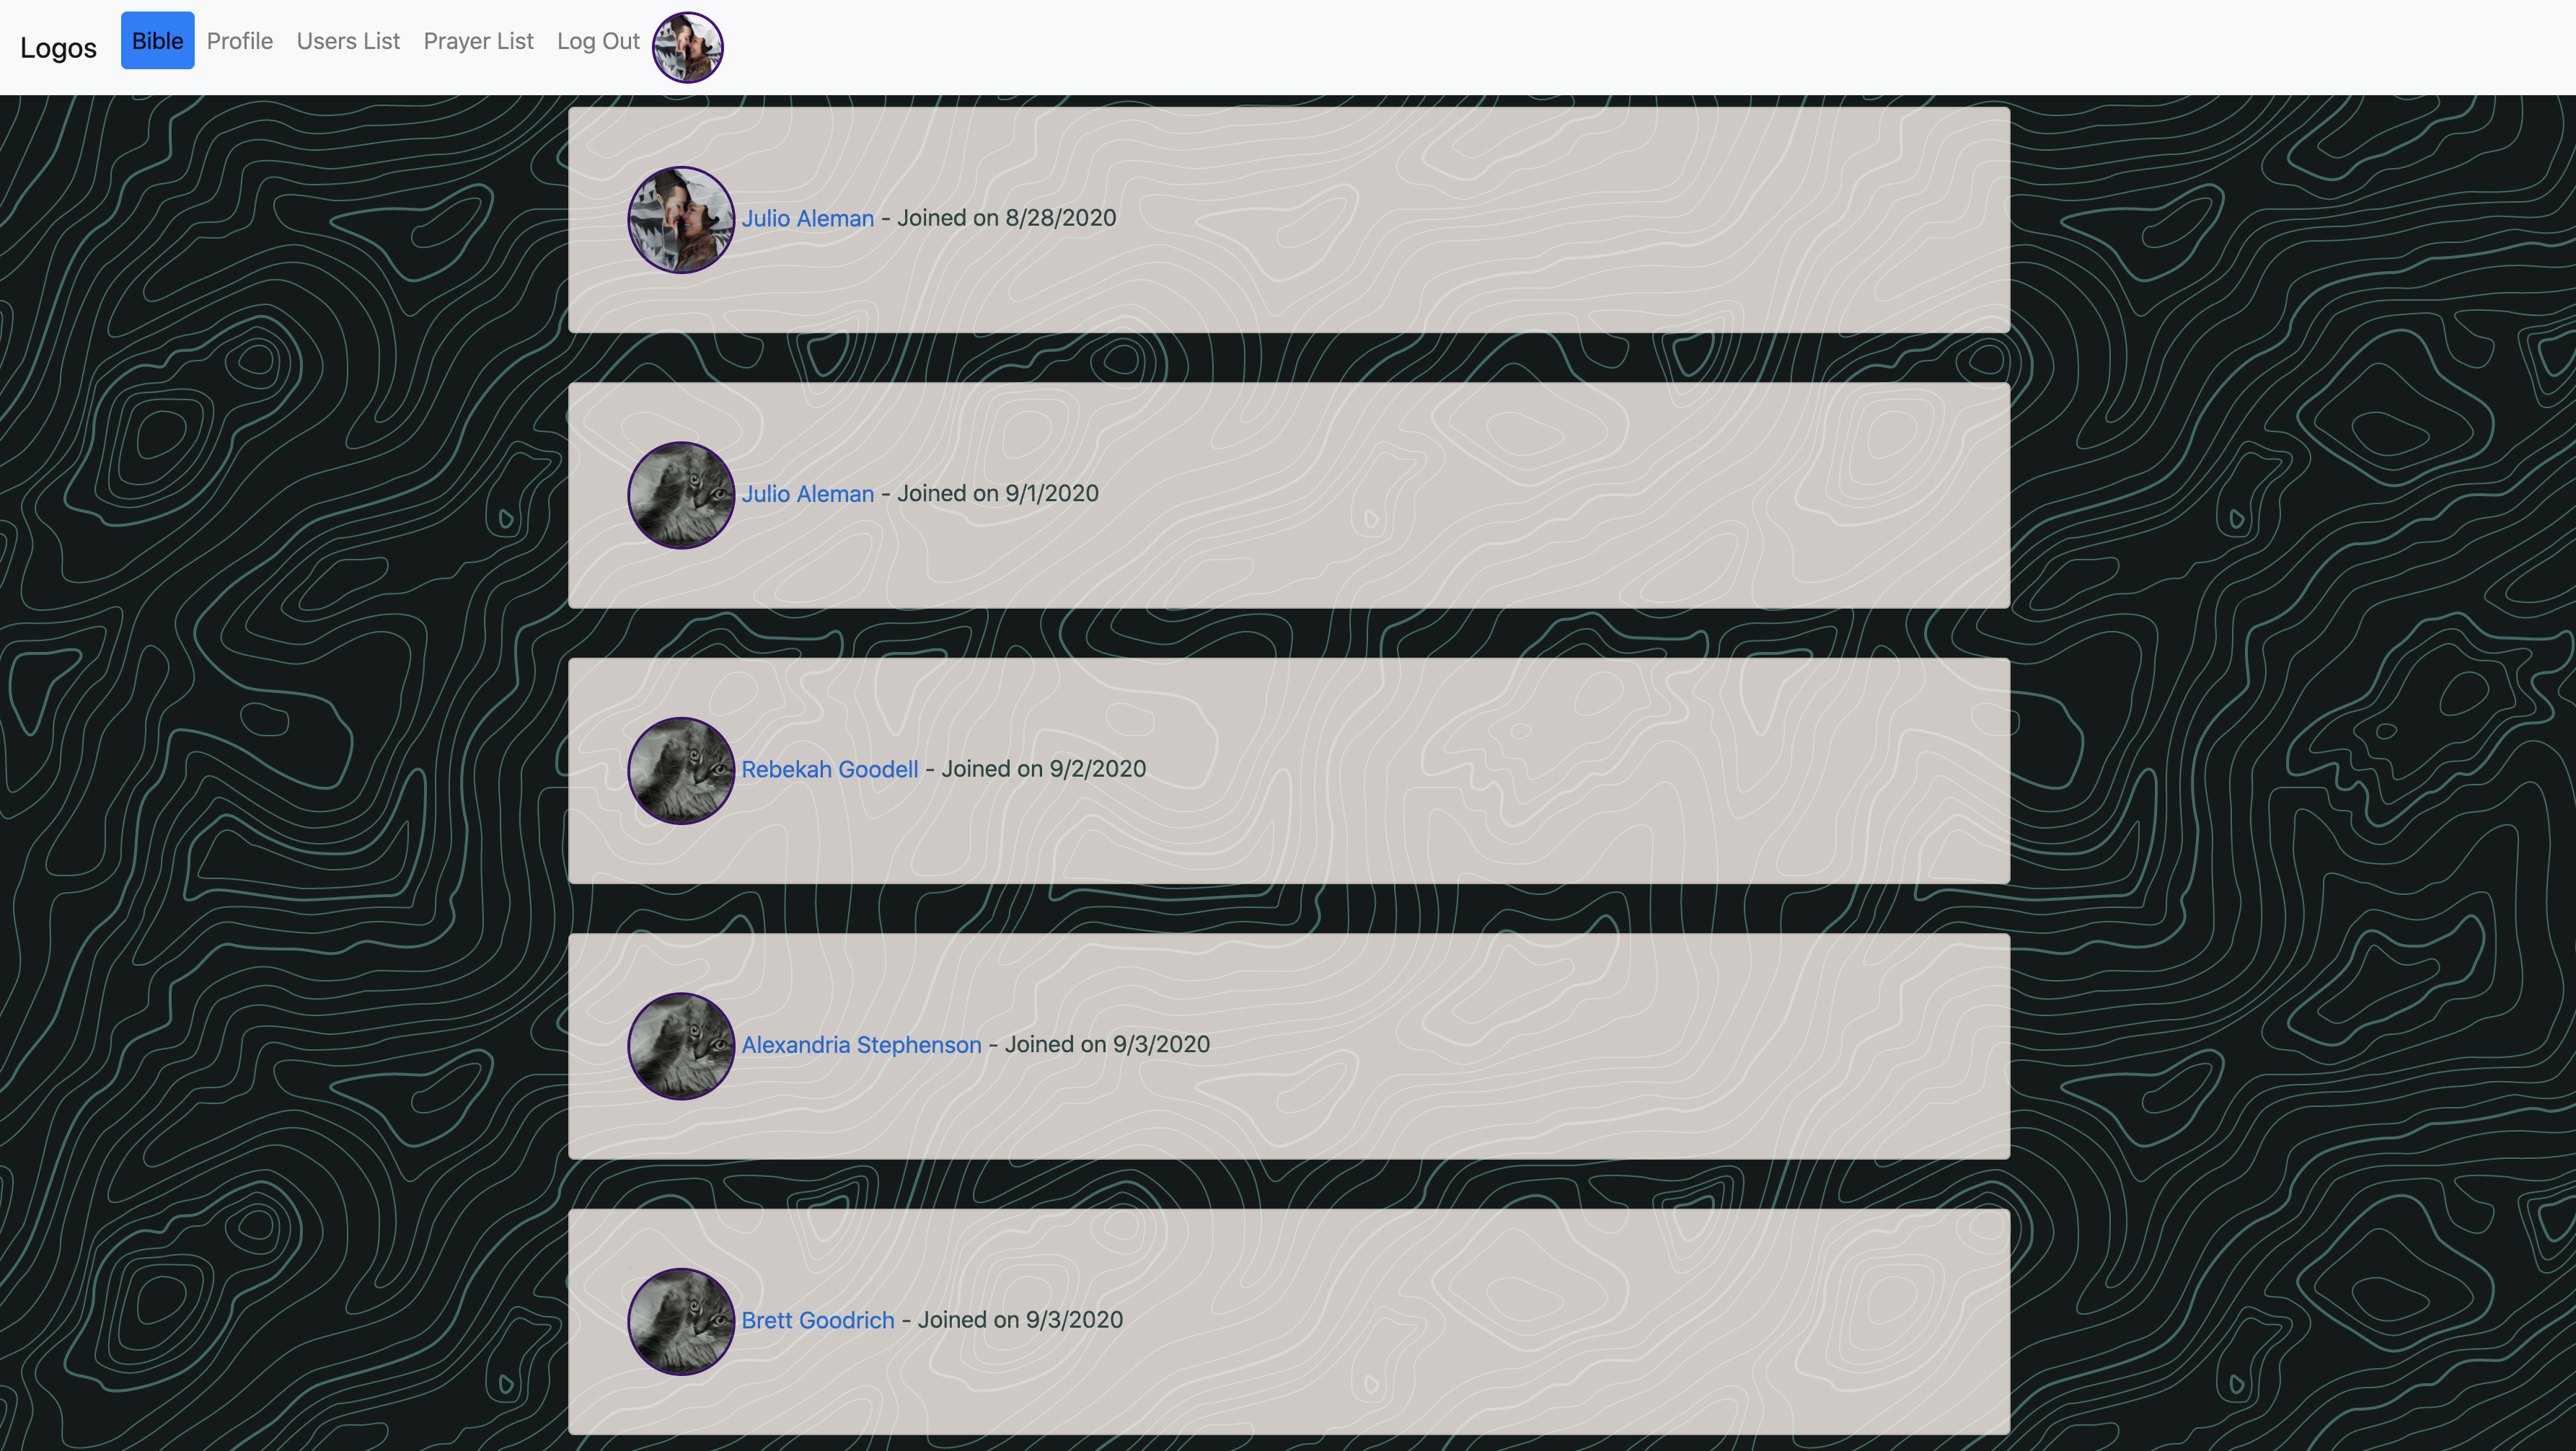 Logos Bible Profile Users List Prayer List Log Out
Julio Aleman - Joined on 8/28/2020
Julio Aleman - Joined on 9/1/2020
Rebekah Goodell - Joined on 9/2/2020
Alexandria Stephenson - Joined on 9/3/2020
Brett Goodrich - Joined on 9/3/2020